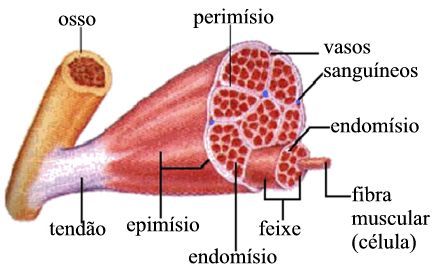 osso
perimísio
vasos
sanguíneos
endomísio
tendão
epimísio
endomísio
feixe
fibra
muscular
(célula)